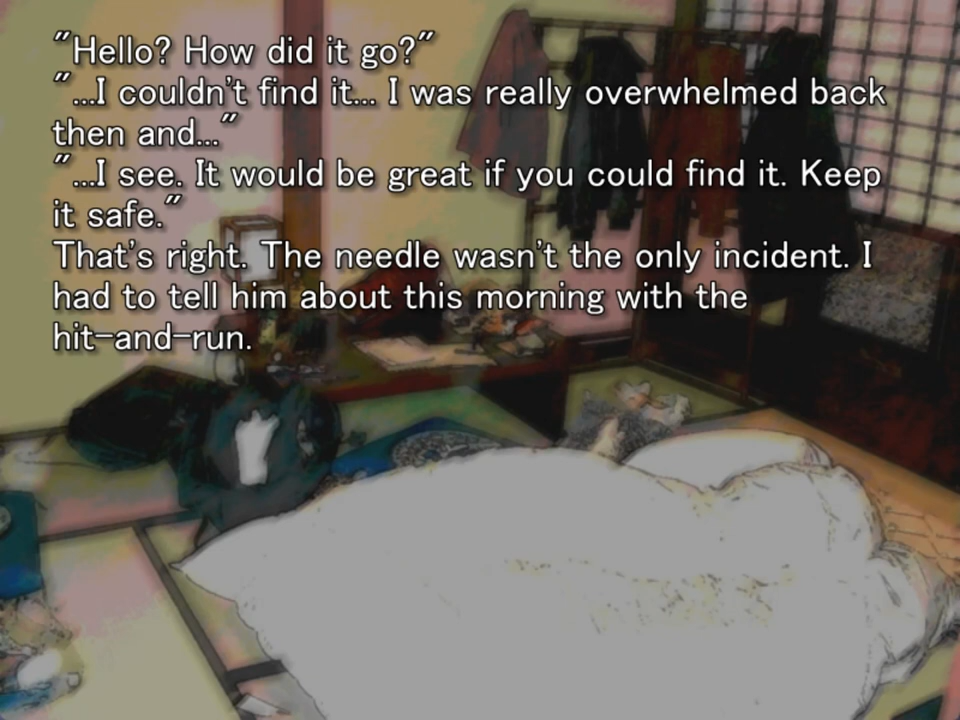 "Hello? How did it go?"
"...I couldn't find it... I was really overwhelmed back
then and..."
"...I see. It would be great if you could find it. Keep
it safe."
That's right. The needle wasn't the only incident. I
had to tell him about this morning with the
hit-and-run.